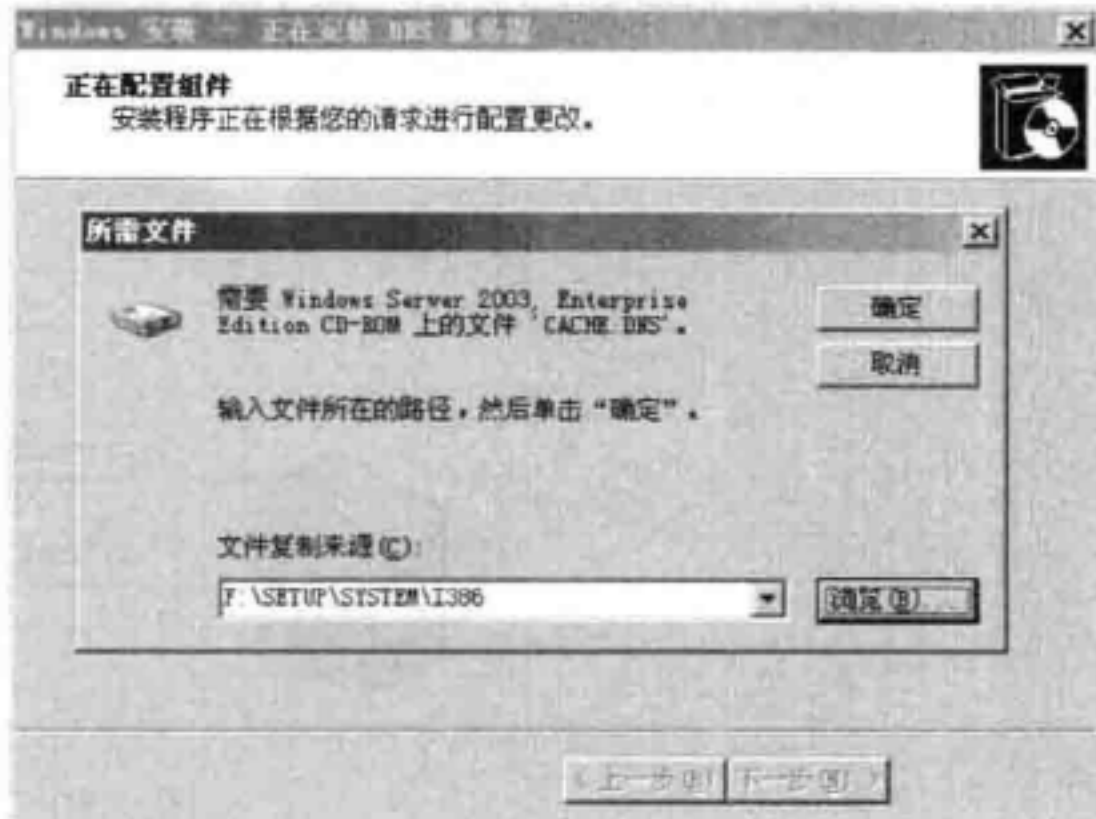 Windows 安装 - 正在安装 DNS 服务器
正在配置组件
安装程序正在根据您的请求进行配置更改。
所需文件
需要 Windows Server 2003, Enterprise
Edition CD-ROM 上的文件 'CACHE.DNS'。
确定
取消
输入文件所在的路径，然后单击“确定”。
文件复制来源(C):
F:\SETUP\SYSTEM\I386
浏览(B)...
< 上一步(B) 下一步(N) >